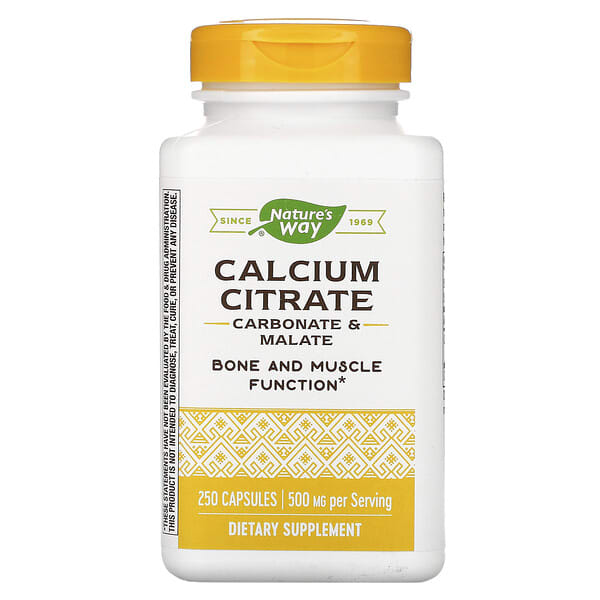 SINCE
Nature's
WAY
®
1969
CALCIUM
CITRATE
CARBONATE &
MALATE
BONE AND MUSCLE
FUNCTION*
250 CAPSULES | 500 MG per Serving
DIETARY SUPPLEMENT
*THESE STATEMENTS HAVE NOT BEEN EVALUATED BY THE FOOD & DRUG ADMINISTRATION.
THIS PRODUCT IS NOT INTENDED TO DIAGNOSE, TREAT, CURE, OR PREVENT ANY DISEASE.